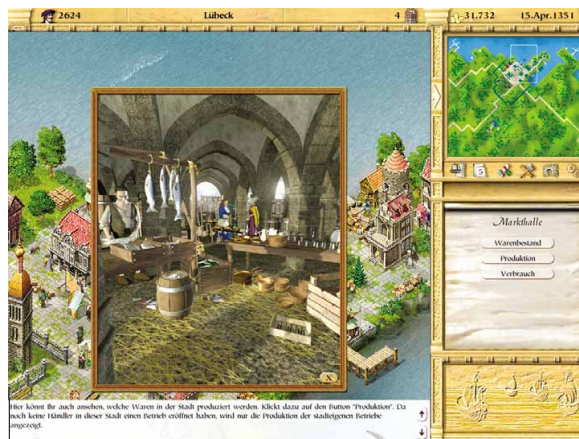 2624 Lübeck 4 31.732 15.Apr.1351
5
Markthalle
Warenbestand
Produktion
Verbrauch
X
Hier könnt Ihr auch ansehen, welche Waren in der Stadt produziert werden. Klickt dazu auf den Button "Produktion". Da
noch keine Händler in dieser Stadt einen Betrieb eröffnet haben, wird nur die Produktion der stadteigenen Betriebe
angezeigt.